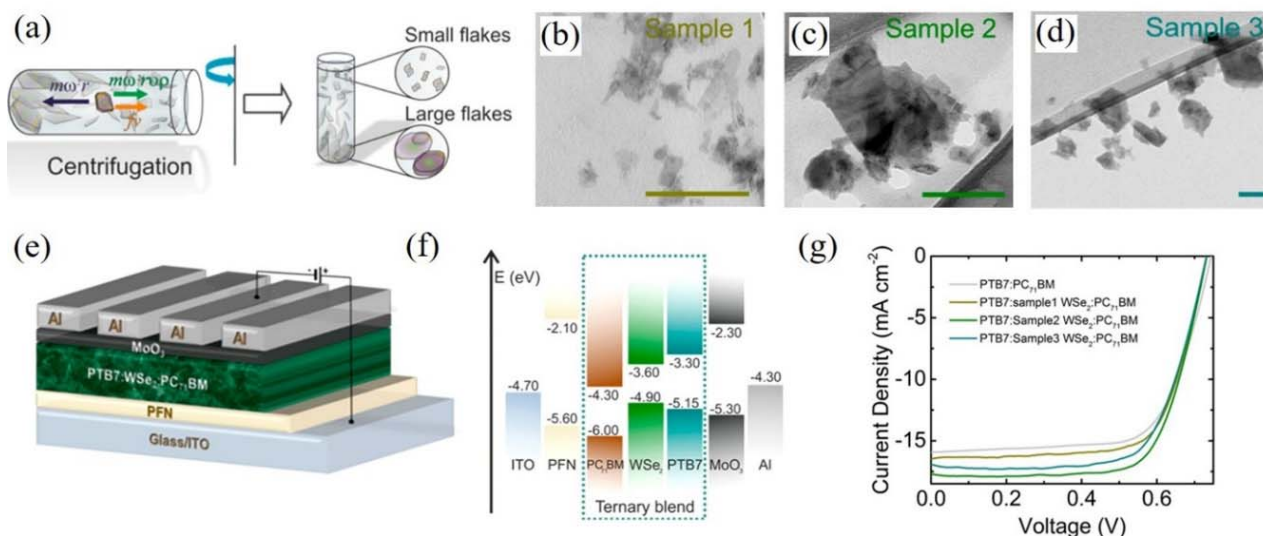 (a)
Small flakes
mω²r
mω²rωρ
Large flakes
Centrifugation
(b)
Sample 1
(c)
Sample 2
(d)
Sample 3
(e)
Al
Al
Al
Al
MoO₃
PTB7:WSe₂:PC₇₁BM
PFN
Glass/ITO
(f)
E (eV)
-2.10
-2.30
-3.30
-3.60
-4.30
-4.30
-4.70
-4.90
-5.15
-5.30
-5.60
-6.00
ITO
PFN
PC₇₁BM
WSe₂
PTB7
MoO₃
Al
Ternary blend
(g)
Current Density (mA cm⁻²)
0
-5
-10
-15
PTB7:PC₇₁BM
PTB7:sample1 WSe₂:PC₇₁BM
PTB7:Sample2 WSe₂:PC₇₁BM
PTB7:Sample3 WSe₂:PC₇₁BM
0.0 0.2 0.4 0.6
Voltage (V)